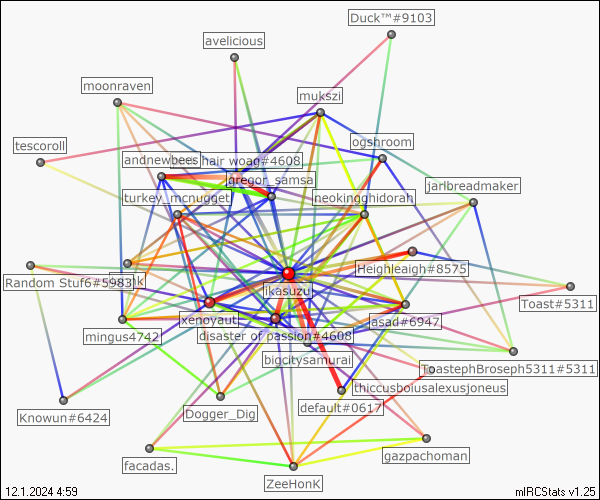 Duck™#9103
avelicious
moonraven
mukszi
ogshroom
tescoroll
andnewbees
hair woag#4608
gregor_samsa
jarlbreadmaker
turkey_mcnugget
neokingghidorah
Heighleaigh#8575
Random Stuf6#5983
ikasuzu
Toast#5311
xenoyaut
asad#6947
mingus4742
disaster of passion#4608
bigcitysamurai
ToastephBroseph5311#5311
thiccusboiusalexusjoneus
Knowun#6424
Dogger_Dig
default#0617
facadas.
gazpachoman
ZeeHonK
12.1.2024 4:59
mIRCStats v1.25